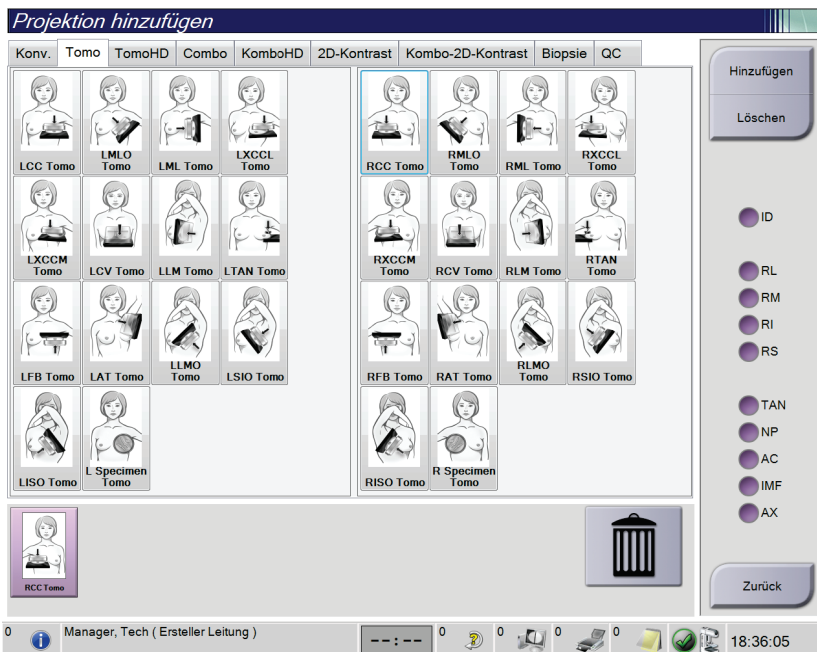 Projektion hinzufügen
Konv. Tomo TomoHD Combo KomboHD 2D-Kontrast Kombo-2D-Kontrast Biopsie QC
LCC Tomo
LMLO
Tomo
LML Tomo
LXCCL
Tomo
LXCCM
Tomo
LCV Tomo
LLM Tomo
LTAN Tomo
LFB Tomo
LAT Tomo
LLMO
Tomo
LSIO Tomo
LISO Tomo
L Specimen
Tomo
RCC Tomo
RMLO
Tomo
RML Tomo
RXCCL
Tomo
RXCCM
Tomo
RCV Tomo
RLM Tomo
RTAN
Tomo
RFB Tomo
RAT Tomo
RLMO
Tomo
RSIO Tomo
RISO Tomo
R Specimen
Tomo
Hinzufügen
Löschen
ID
RL
RM
RI
RS
TAN
NP
AC
IMF
AX
Zurück
RCC Tomo
0 Manager, Tech ( Ersteller Leitung ) --:-- 0 0 0 0 18:36:05